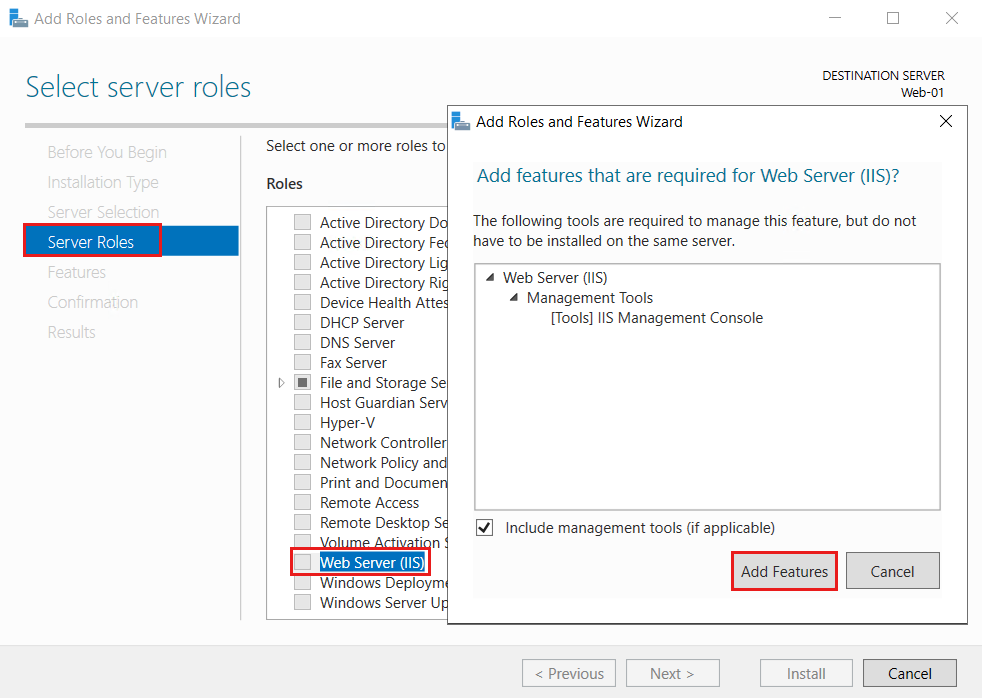 Add Roles and Features Wizard
Select server roles
DESTINATION SERVER
Web-01
Before You Begin
Installation Type
Server Selection
Server Roles
Features
Confirmation
Results
Select one or more roles to
Roles
Active Directory Do
Active Directory Fed
Active Directory Lig
Active Directory Rig
Device Health Attes
DHCP Server
DNS Server
Fax Server
File and Storage Se
Host Guardian Serv
Hyper-V
Network Controller
Network Policy and
Print and Documen
Remote Access
Remote Desktop Se
Volume Activation S
Web Server (IIS)
Windows Deployme
Windows Server Up
Add Roles and Features Wizard
Add features that are required for Web Server (IIS)?
The following tools are required to manage this feature, but do not
have to be installed on the same server.
Web Server (IIS)
Management Tools
[Tools] IIS Management Console
Include management tools (if applicable)
Add Features
Cancel
< Previous
Next >
Install
Cancel